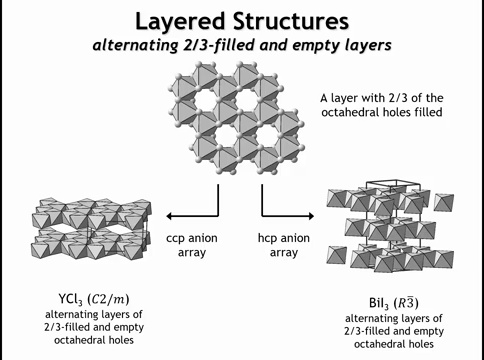 Layered Structures
alternating 2/3-filled and empty layers
A layer with 2/3 of the
octahedral holes filled
ccp anion
array
hcp anion
array
YCl₃ (C2/m)
alternating layers of
2/3-filled and empty
octahedral holes
BiI₃ (R3̅)
alternating layers of
2/3-filled and empty
octahedral holes